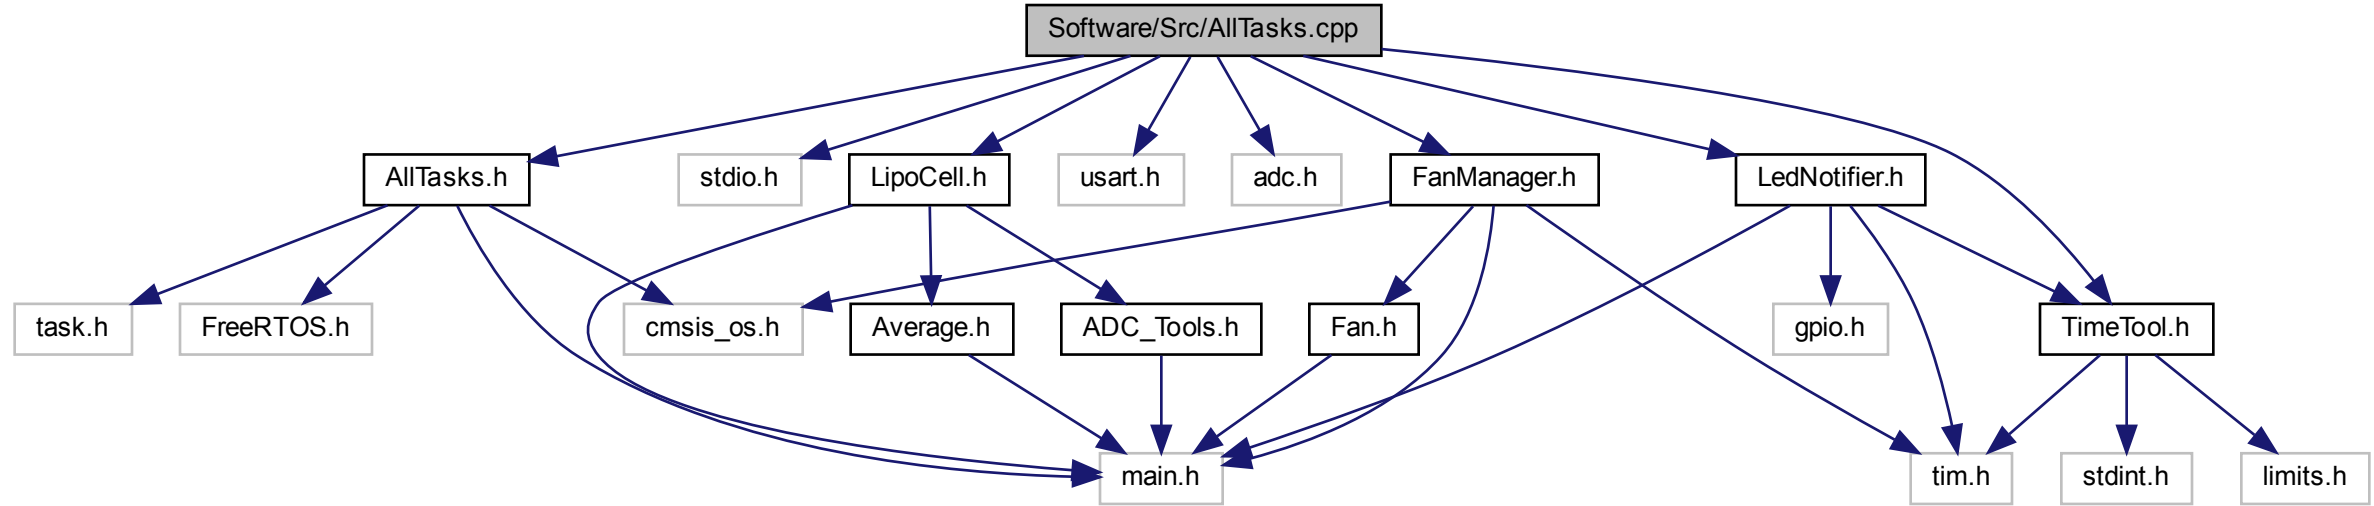 Software/Src/AllTasks.cpp
AllTasks.h
stdio.h
LipoCell.h
usart.h
adc.h
FanManager.h
LedNotifier.h
task.h
FreeRTOS.h
cmsis_os.h
Average.h
ADC_Tools.h
Fan.h
gpio.h
TimeTool.h
main.h
tim.h
stdint.h
limits.h